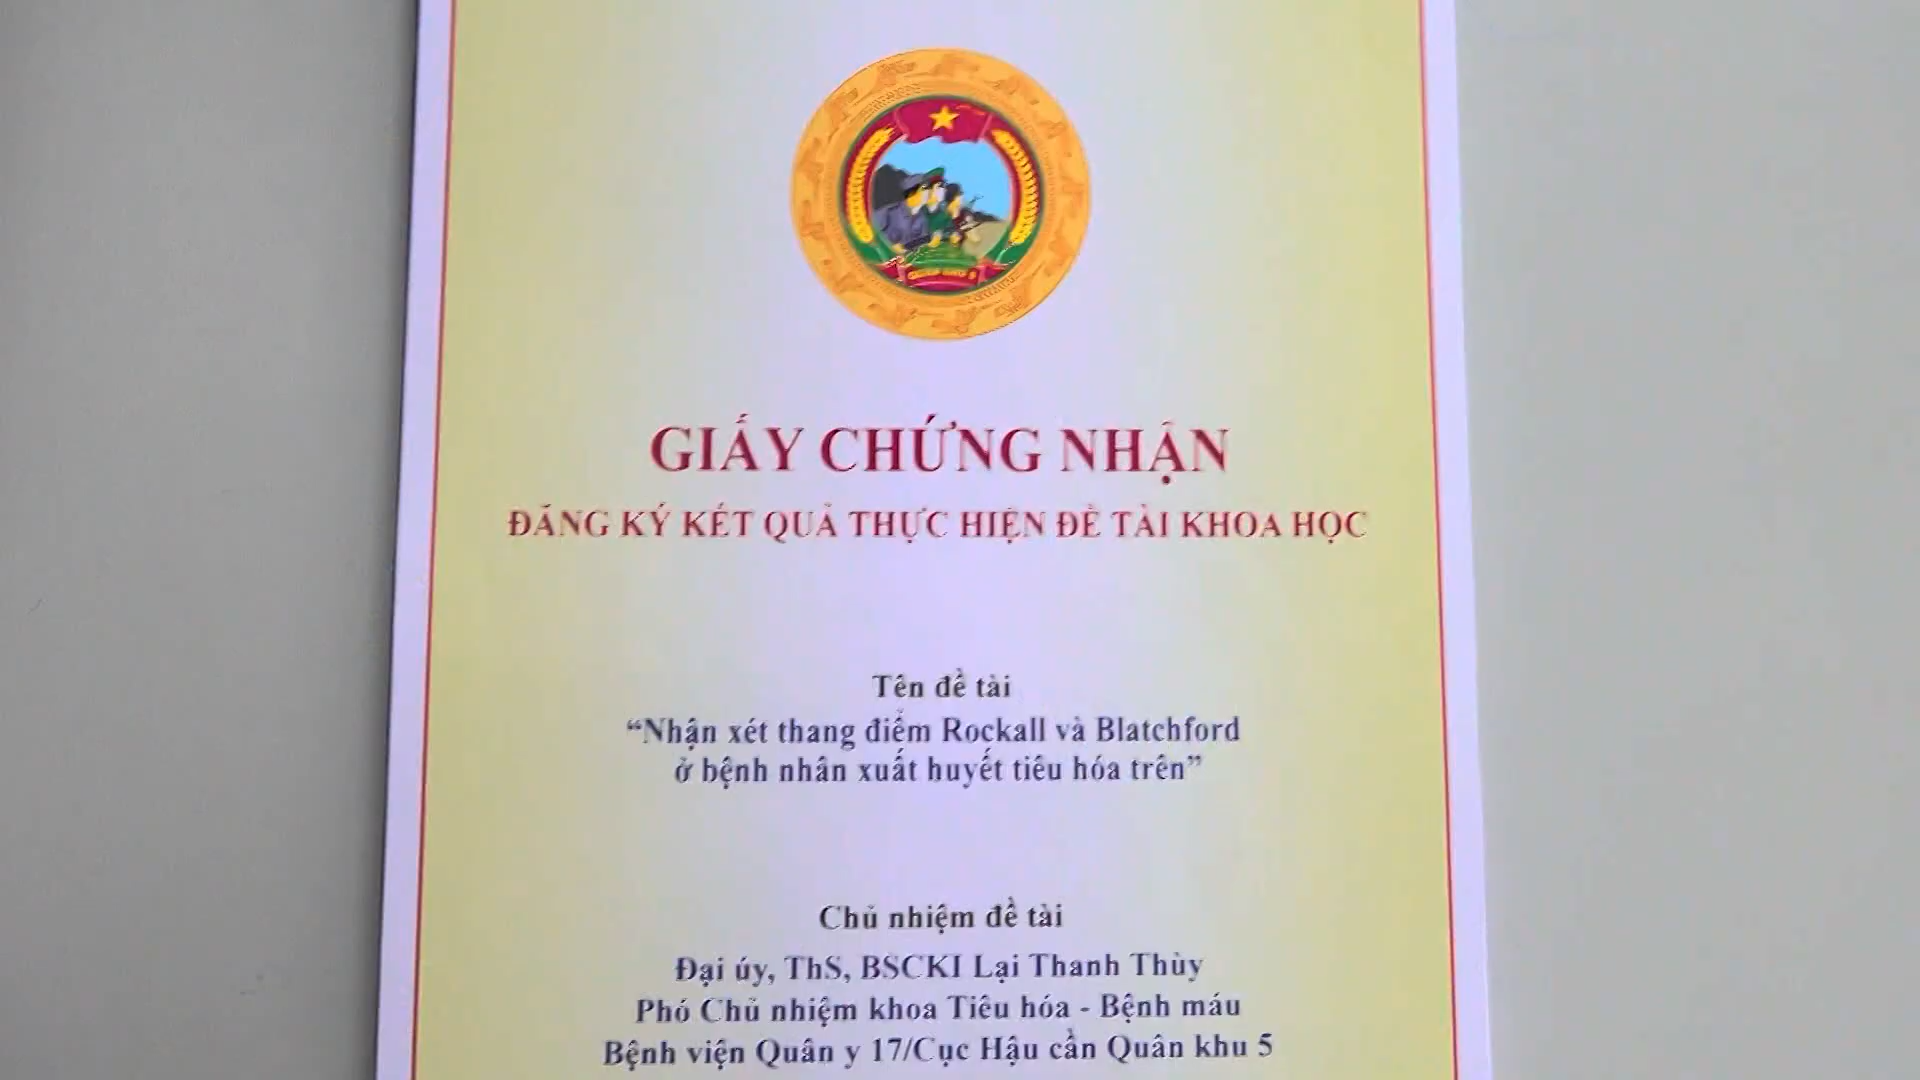 GIẤY CHỨNG NHẬN
ĐĂNG KÝ KẾT QUẢ THỰC HIỆN ĐỀ TÀI KHOA HỌC
Tên đề tài
“Nhận xét thang điểm Rockall và Blatchford
ở bệnh nhân xuất huyết tiêu hóa trên”
Chủ nhiệm đề tài
Đại úy, ThS, BSCKI Lại Thanh Thùy
Phó Chủ nhiệm khoa Tiêu hóa - Bệnh máu
Bệnh viện Quân y 17/Cục Hậu cần Quân khu 5